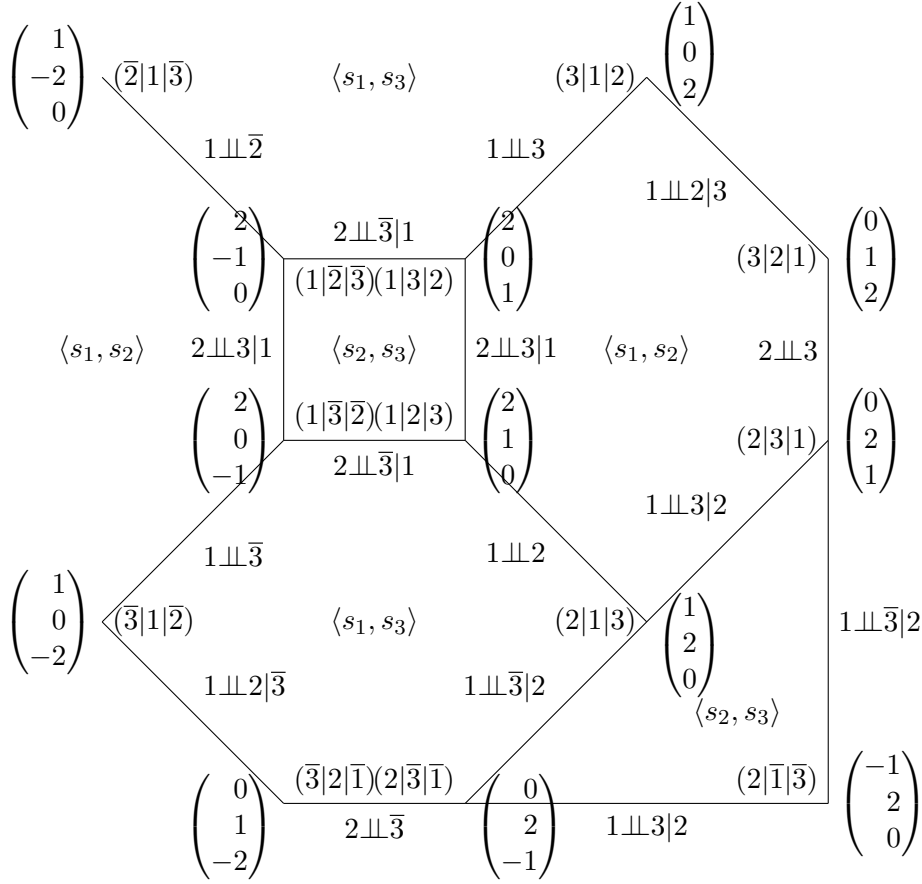 (1 −2 0) (2̅|1|3̅) ⟨s₁, s₃⟩ (3|1|2) (1 0 2)
1⫫2̅ 1⫫3
1⫫2|3
(2 −1 0) 2⫫3̅|1 (2 0 1) (3|2|1) (0 1 2)
(1|2̅|3̅)(1|3|2)
⟨s₁, s₂⟩ 2⫫3|1 ⟨s₂, s₃⟩ 2⫫3|1 ⟨s₁, s₂⟩ 2⫫3
(1|3̅|2̅)(1|2|3)
(2 0 −1) 2⫫3̅|1 (2 1 0) (2|3|1) (0 2 1)
1⫫3|2
1⫫3̅ 1⫫2
(1 0 −2) (3̅|1|2̅) ⟨s₁, s₃⟩ (2|1|3) (1 2 0) 1⫫3̅|2
1⫫2|3̅ 1⫫3̅|2
⟨s₂, s₃⟩
(3̅|2|1̅)(2|3̅|1̅) (2|1̅|3̅)
(0 1 −2) 2⫫3̅ (0 2 −1) 1⫫3|2 (−1 2 0)